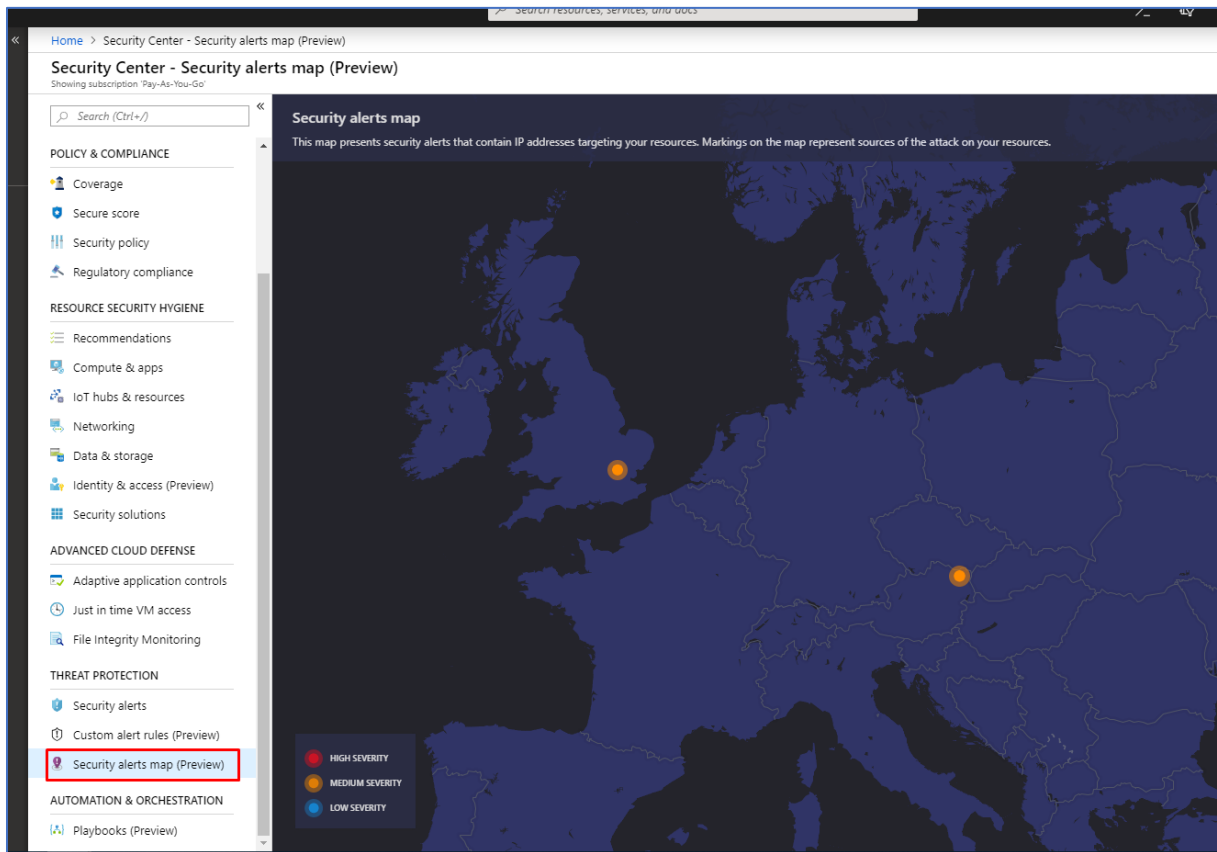 Search resources, services, and docs
Home > Security Center - Security alerts map (Preview)
Security Center - Security alerts map (Preview)
Showing subscription 'Pay-As-You-Go'
Search (Ctrl+/)
POLICY & COMPLIANCE
Coverage
Secure score
Security policy
Regulatory compliance
RESOURCE SECURITY HYGIENE
Recommendations
Compute & apps
IoT hubs & resources
Networking
Data & storage
Identity & access (Preview)
Security solutions
ADVANCED CLOUD DEFENSE
Adaptive application controls
Just in time VM access
File Integrity Monitoring
THREAT PROTECTION
Security alerts
Custom alert rules (Preview)
Security alerts map (Preview)
AUTOMATION & ORCHESTRATION
Playbooks (Preview)
Security alerts map
This map presents security alerts that contain IP addresses targeting your resources. Markings on the map represent sources of the attack on your resources.
HIGH SEVERITY
MEDIUM SEVERITY
LOW SEVERITY